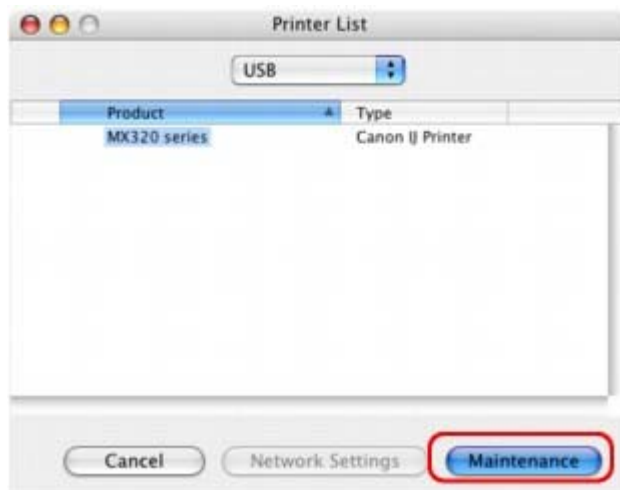 Printer List
USB
Product Type
MX320 series Canon IJ Printer
Cancel Network Settings Maintenance